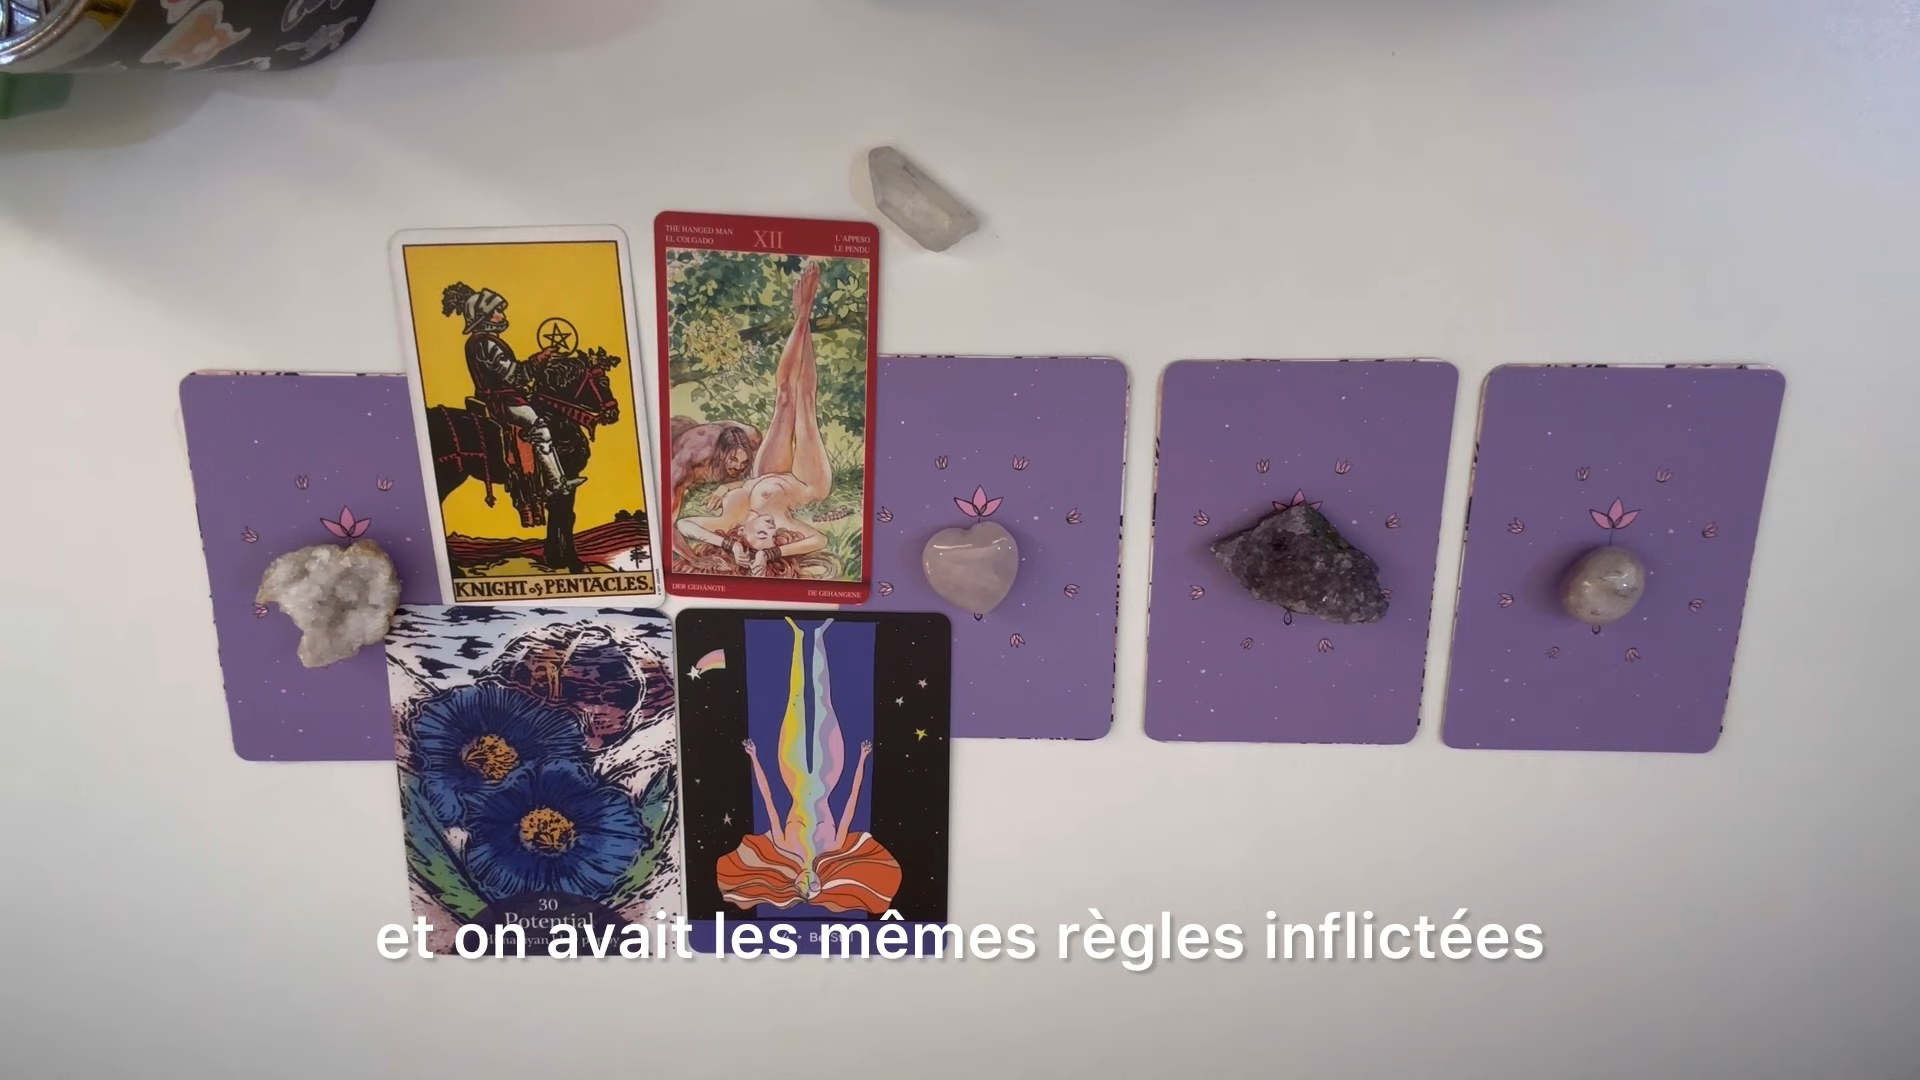 THE HANGED MAN
EL COLGADO
XII
L'APPESO
LE PENDU
KNIGHT of PENTACLES.
DER GEHÄNGTE
DE GEHANGENE
30
Potential
et on avait les mêmes règles inflictées